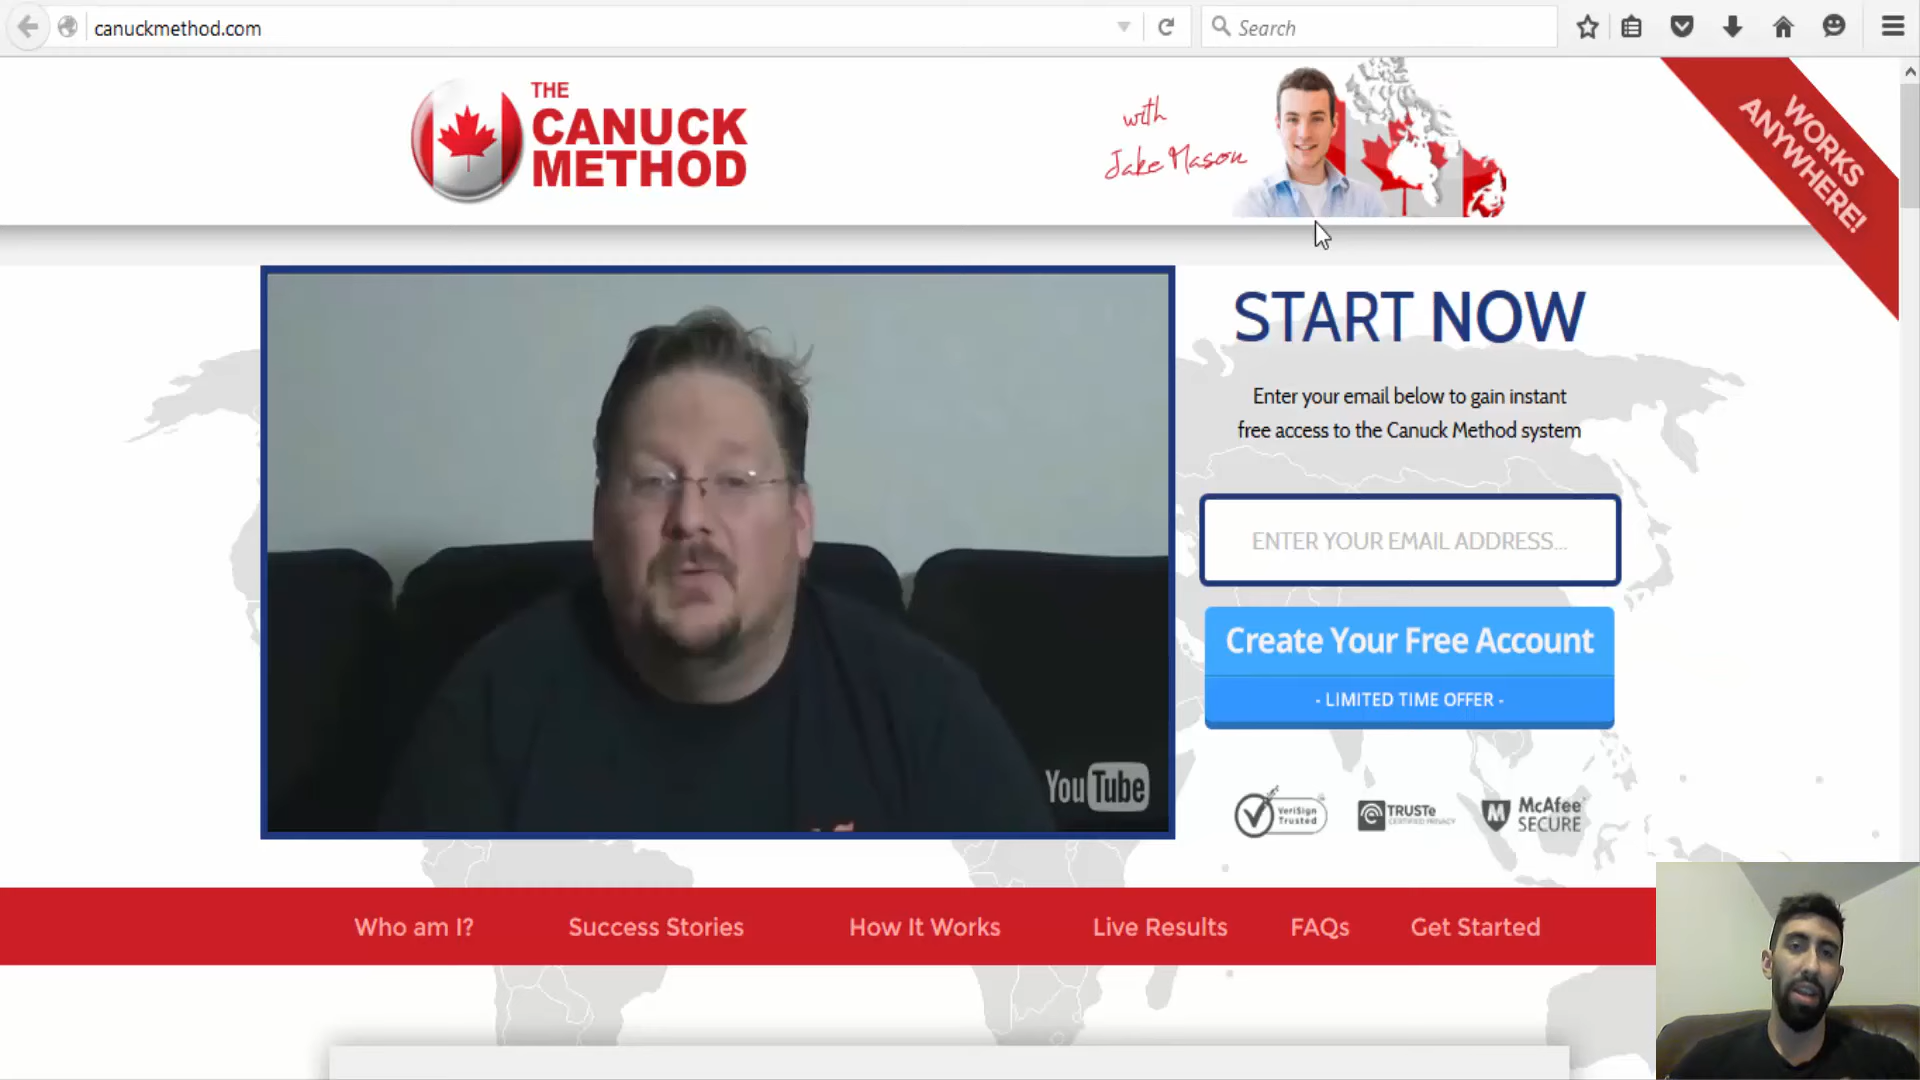 canuckmethod.com
Search
THE
CANUCK
METHOD
with
Jake Mason
WORKS
ANYWHERE!
START NOW
Enter your email below to gain instant
free access to the Canuck Method system
ENTER YOUR EMAIL ADDRESS...
Create Your Free Account
- LIMITED TIME OFFER -
VeriSign
Trusted
TRUSTe
CERTIFIED PRIVACY
McAfee
SECURE
YouTube
Who am I?
Success Stories
How It Works
Live Results
FAQs
Get Started